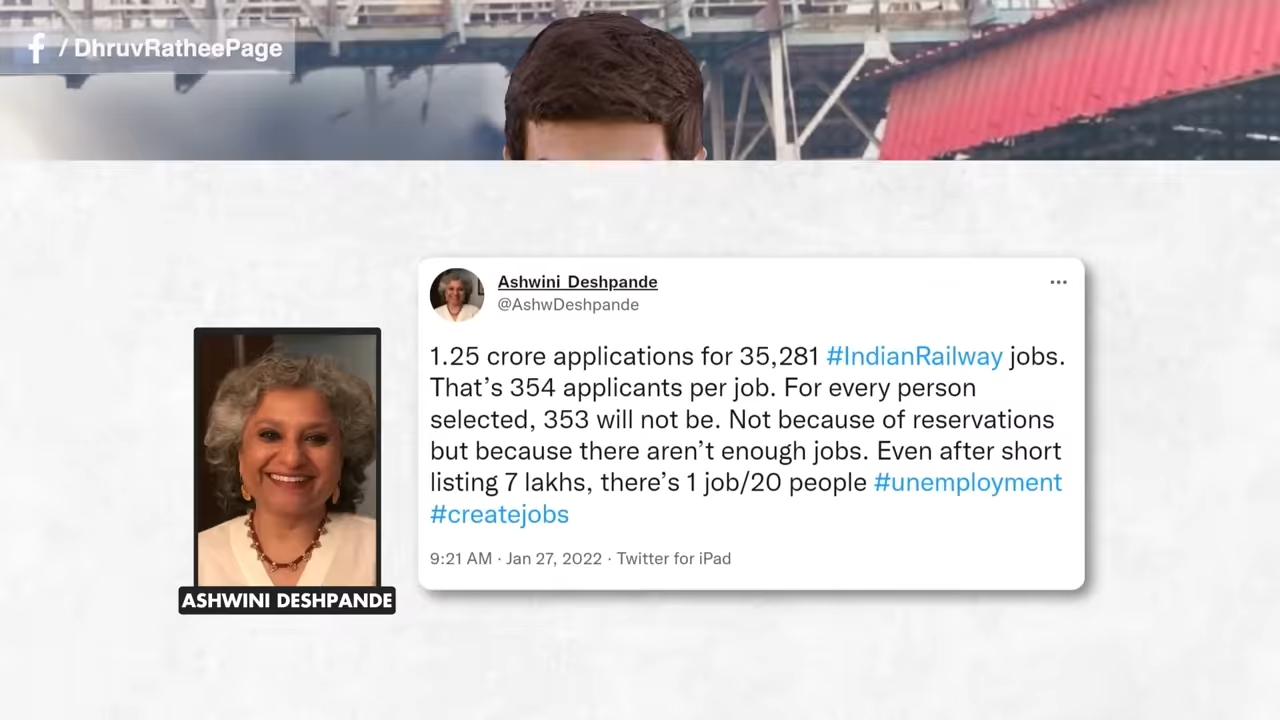 f / DhruvRatheePage
Ashwini Deshpande
@AshwDeshpande
1.25 crore applications for 35,281 #IndianRailway jobs.
That's 354 applicants per job. For every person
selected, 353 will not be. Not because of reservations
but because there aren't enough jobs. Even after short
listing 7 lakhs, there's 1 job/20 people #unemployment
#createjobs
9:21 AM · Jan 27, 2022 · Twitter for iPad
ASHWINI DESHPANDE